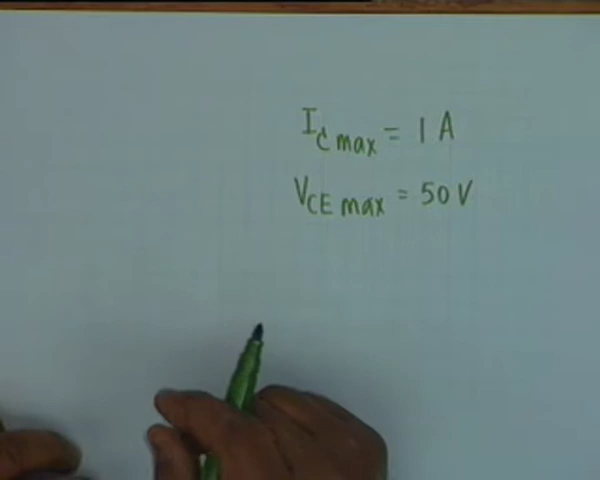 I_C max = 1 A
V_CE max = 50 V